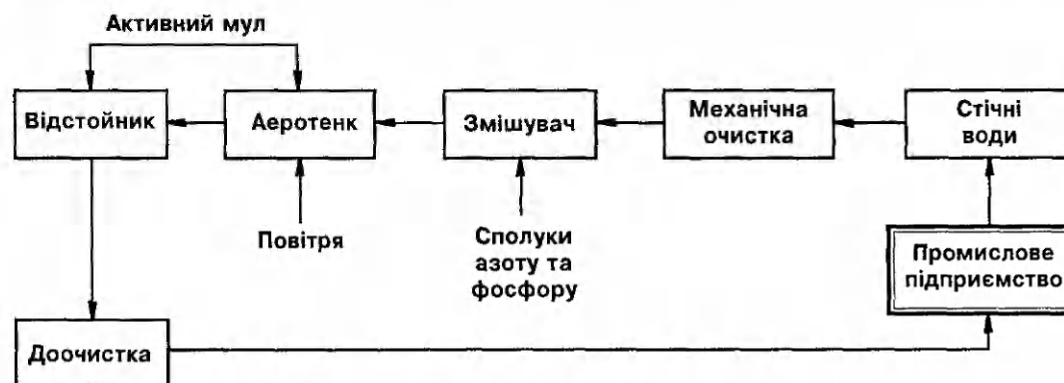 Активний мул
Відстойник
Аеротенк
Змішувач
Механічна
очистка
Стічні
води
Повітря
Сполуки
азоту та
фосфору
Промислове
підприємство
Доочистка